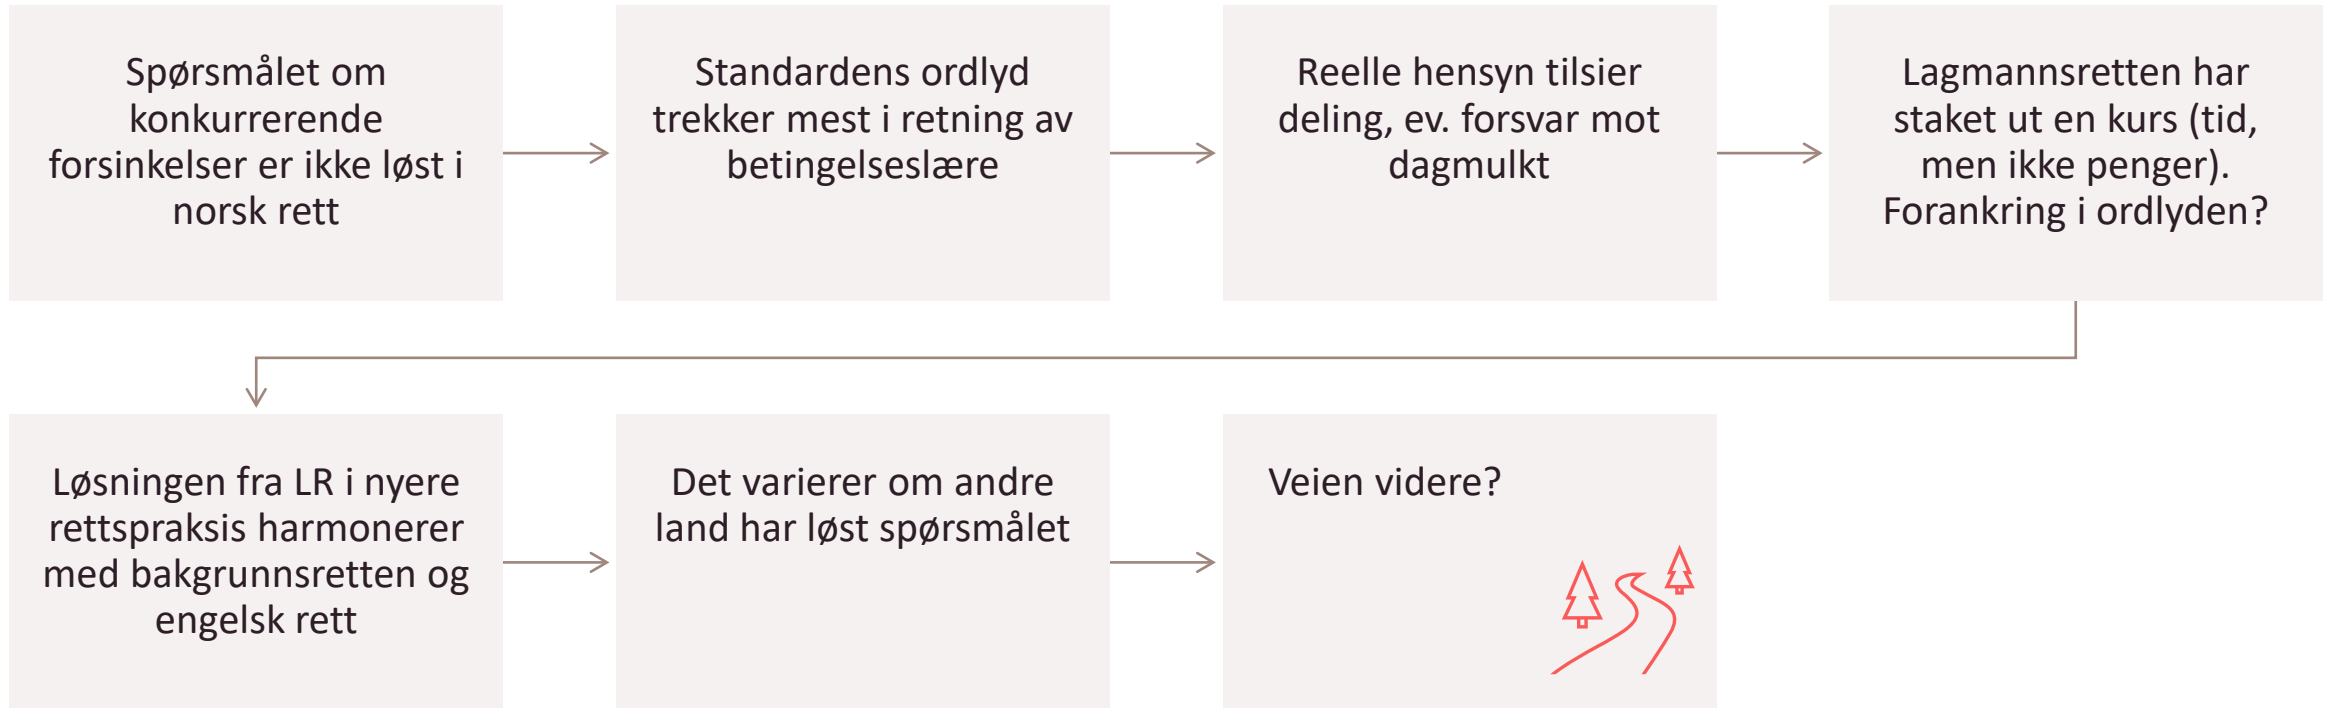 Spørsmålet om
konkurrerende
forsinkelser er ikke løst i
norsk rett
Standardens ordlyd
trekker mest i retning av
betingelseslære
Reelle hensyn tilsier
deling, ev. forsvar mot
dagmulkt
Lagmannsretten har
staket ut en kurs (tid,
men ikke penger).
Forankring i ordlyden?
Løsningen fra LR i nyere
rettspraksis harmonerer
med bakgrunnsretten og
engelsk rett
Det varierer om andre
land har løst spørsmålet
Veien videre?